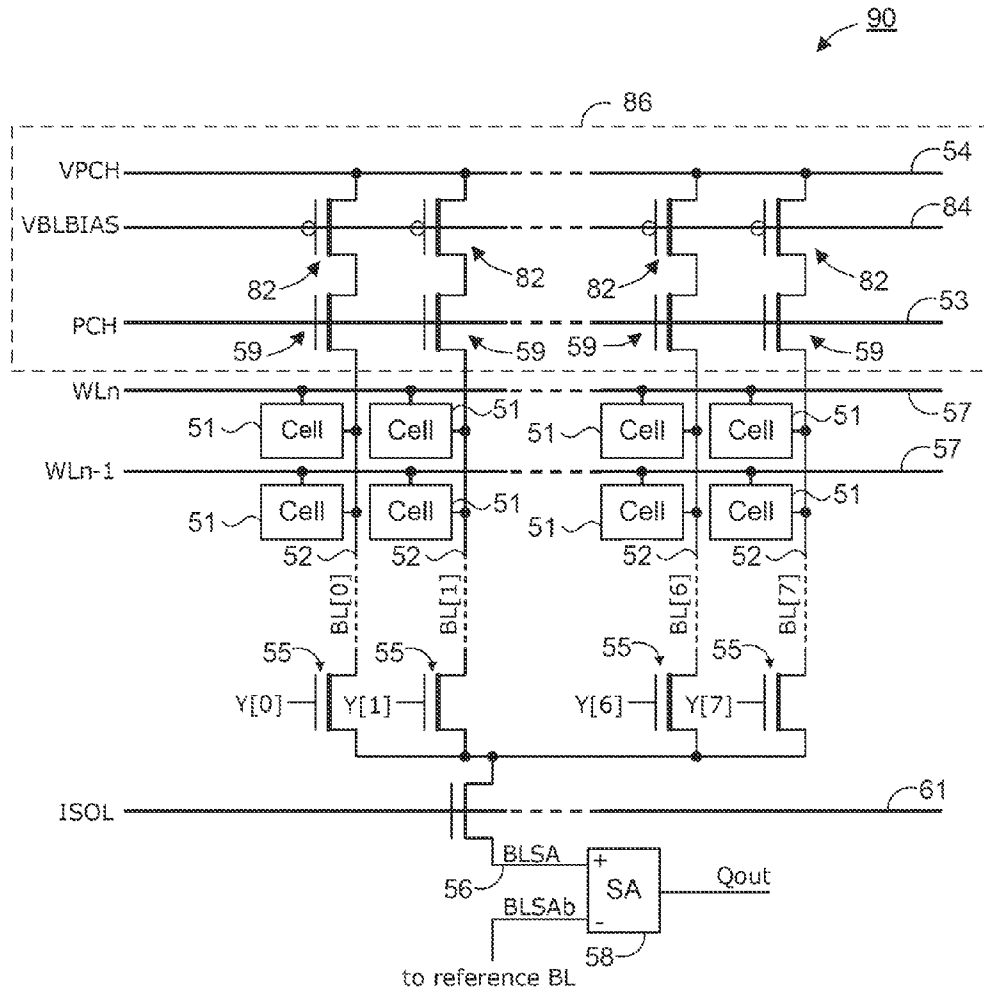 90
86
VPCH
54
VBLBIAS
84
82
82
82
82
PCH
53
59
59
59
59
WLn
57
51
Cell
51
Cell
51
Cell
51
Cell
WLn-1
57
51
Cell
51
Cell
51
Cell
51
Cell
52
52
52
52
BL[0]
BL[1]
BL[6]
BL[7]
55
55
55
55
Y[0]
Y[1]
Y[6]
Y[7]
ISOL
61
BLSA
56
+
SA
-
Qout
BLSAb
58
to reference BL